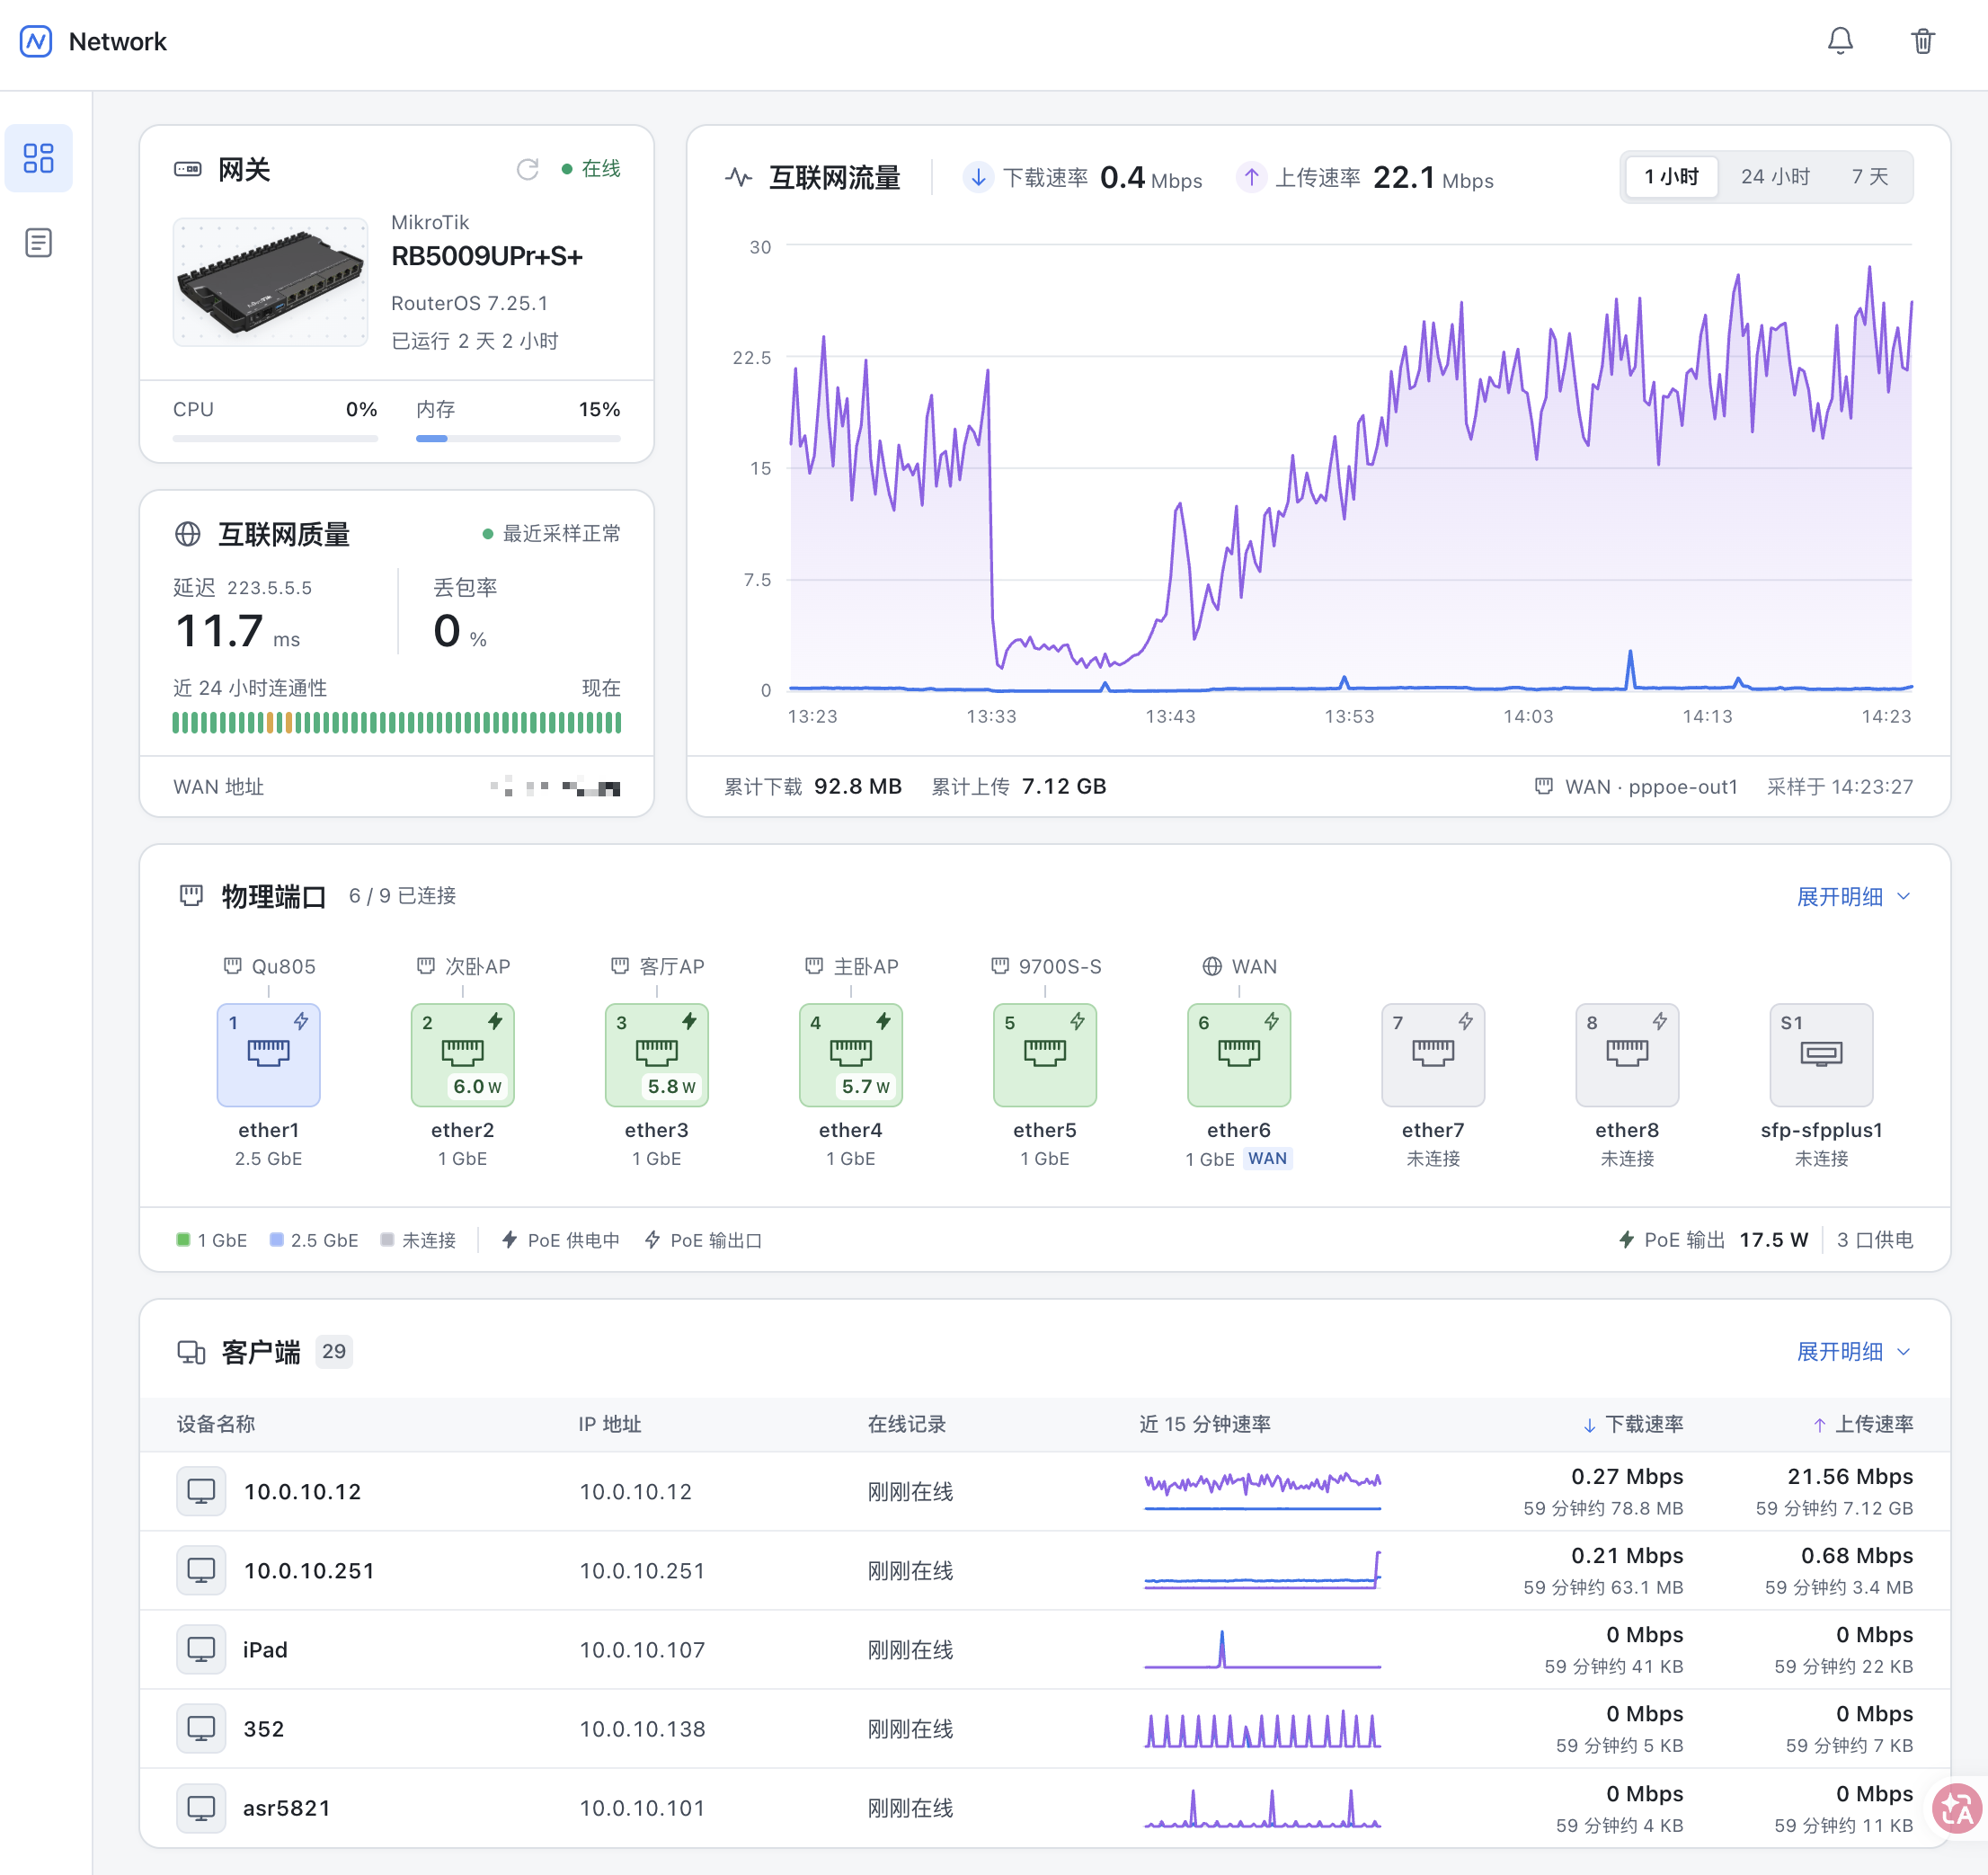 Network
网关
在线
MikroTik
RB5009UPr+S+
RouterOS 7.25.1
已运行 2 天 2 小时
CPU 0% 内存 15%
互联网质量
最近采样正常
延迟 223.5.5.5
11.7 ms
丢包率
0 %
近 24 小时连通性 现在
WAN 地址
互联网流量
下载速率 0.4 Mbps
上传速率 22.1 Mbps
1 小时 24 小时 7 天
30
22.5
15
7.5
0
13:23 13:33 13:43 13:53 14:03 14:13 14:23
累计下载 92.8 MB 累计上传 7.12 GB
WAN · pppoe-out1 采样于 14:23:27
物理端口 6 / 9 已连接
展开明细
Qu805 次卧AP 客厅AP 主卧AP 9700S-S WAN
1 2 3 4 5 6 7 8 S1
6.0 W 5.8 W 5.7 W
ether1 ether2 ether3 ether4 ether5 ether6 ether7 ether8 sfp-sfpplus1
2.5 GbE 1 GbE 1 GbE 1 GbE 1 GbE 1 GbE WAN 未连接 未连接 未连接
1 GbE 2.5 GbE 未连接 PoE 供电中 PoE 输出口
PoE 输出 17.5 W 3 口供电
客户端 29
展开明细
设备名称 IP 地址 在线记录 近 15 分钟速率 ↓ 下载速率 ↑ 上传速率
10.0.10.12 10.0.10.12 刚刚在线 0.27 Mbps 21.56 Mbps
59 分钟约 78.8 MB 59 分钟约 7.12 GB
10.0.10.251 10.0.10.251 刚刚在线 0.21 Mbps 0.68 Mbps
59 分钟约 63.1 MB 59 分钟约 3.4 MB
iPad 10.0.10.107 刚刚在线 0 Mbps 0 Mbps
59 分钟约 41 KB 59 分钟约 22 KB
352 10.0.10.138 刚刚在线 0 Mbps 0 Mbps
59 分钟约 5 KB 59 分钟约 7 KB
asr5821 10.0.10.101 刚刚在线 0 Mbps 0 Mbps
59 分钟约 4 KB 59 分钟约 11 KB